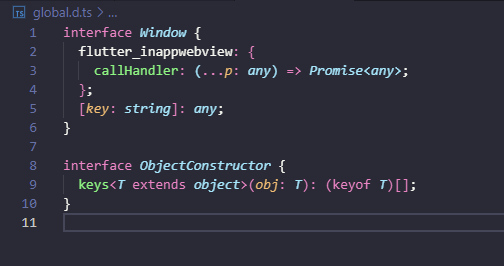 TS global.d.ts > ...
1 interface Window {
2   flutter_inappwebview: {
3     callHandler: (...p: any) => Promise<any>;
4   };
5   [key: string]: any;
6 }
7
8 interface ObjectConstructor {
9   keys<T extends object>(obj: T): (keyof T)[];
10 }
11